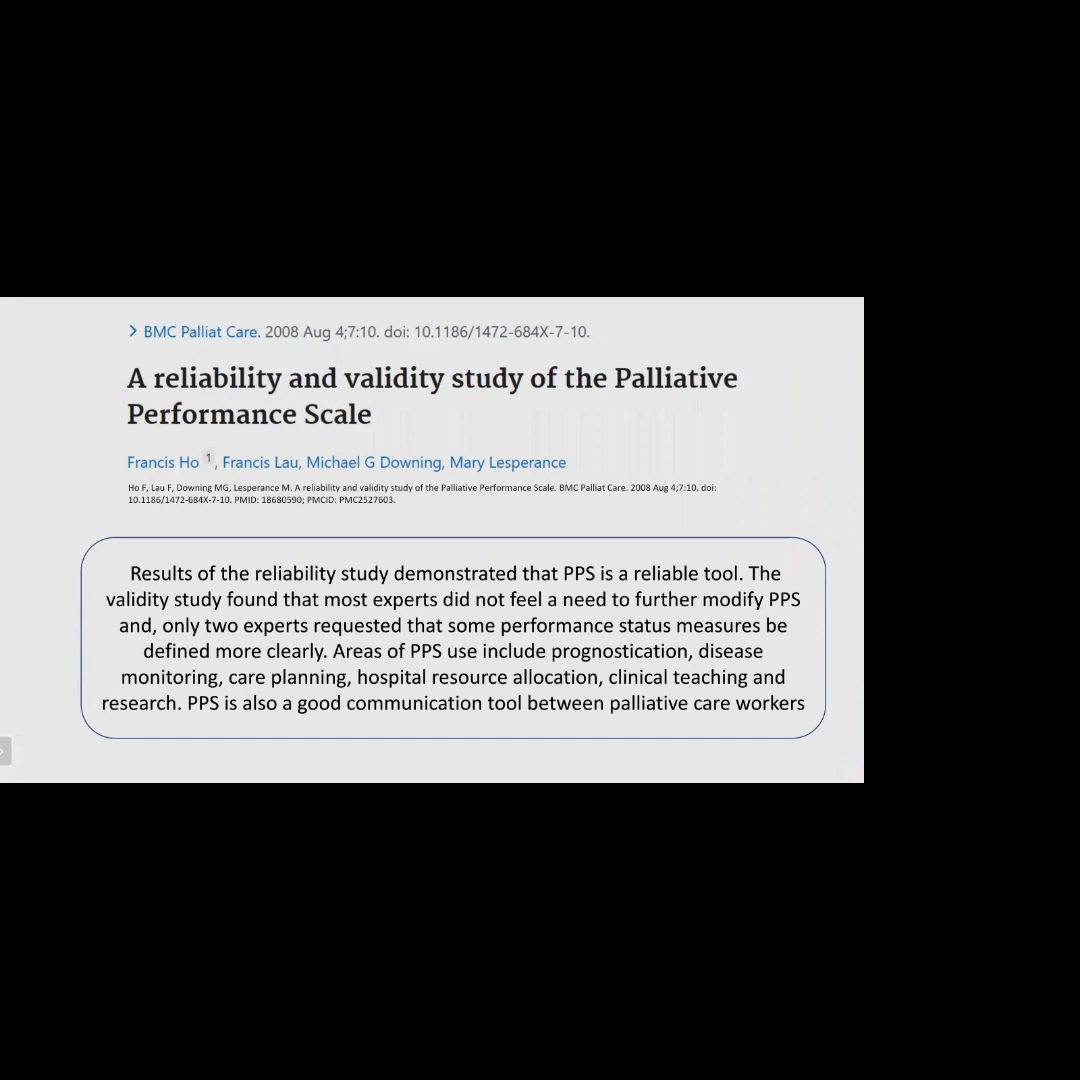 > BMC Palliat Care. 2008 Aug 4;7:10. doi: 10.1186/1472-684X-7-10.
A reliability and validity study of the Palliative
Performance Scale
Francis Ho 1, Francis Lau, Michael G Downing, Mary Lesperance
Ho F, Lau F, Downing MG, Lesperance M. A reliability and validity study of the Palliative Performance Scale. BMC Palliat Care. 2008 Aug 4;7:10. doi:
10.1186/1472-684X-7-10. PMID: 18680590; PMCID: PMC2527603.
Results of the reliability study demonstrated that PPS is a reliable tool. The
validity study found that most experts did not feel a need to further modify PPS
and, only two experts requested that some performance status measures be
defined more clearly. Areas of PPS use include prognostication, disease
monitoring, care planning, hospital resource allocation, clinical teaching and
research. PPS is also a good communication tool between palliative care workers